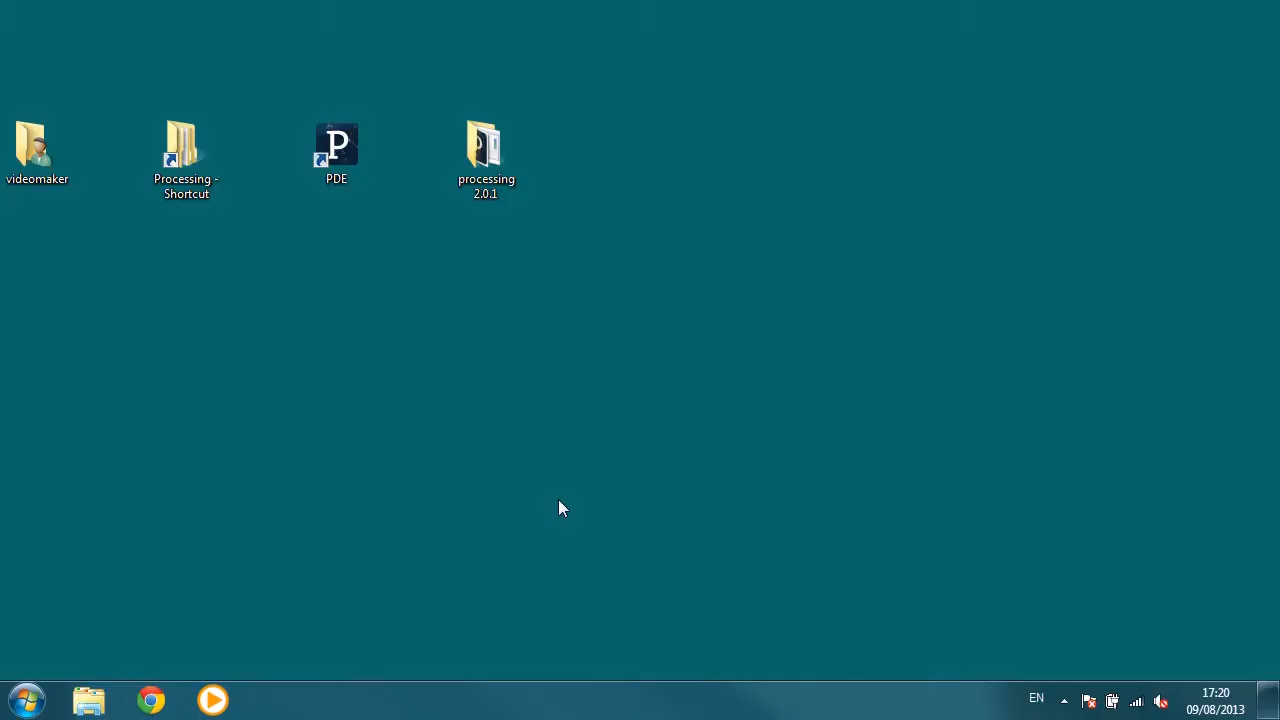 videomaker
Processing -
Shortcut
P
PDE
processing
2.0.1
EN
17:20
09/08/2013